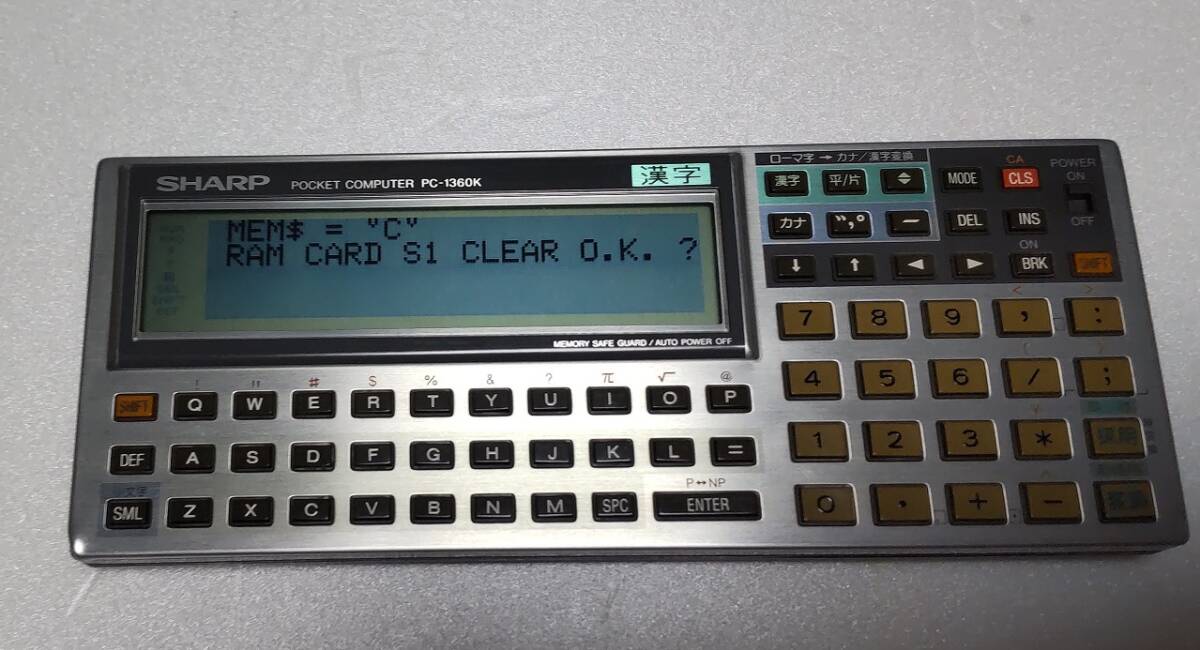 SHARP POCKET COMPUTER PC-1360K 漢字
MEM$ = "C"
RAM CARD S1 CLEAR O.K. ?
MEMORY SAFE GUARD / AUTO POWER OFF
ローマ字 → カナ/漢字変換
漢字 平/片
MODE CA CLS POWER ON OFF
カナ DEL INS
↓ ↑ ◀ ▶ ON BRK SHIFT
7 8 9 , :
4 5 6 / ;
1 2 3 *
0 . + −
! " # $ % & ? π √ @
SHIFT Q W E R T Y U I O P
DEF A S D F G H J K L =
文字 P↔NP
SML Z X C V B N M SPC ENTER